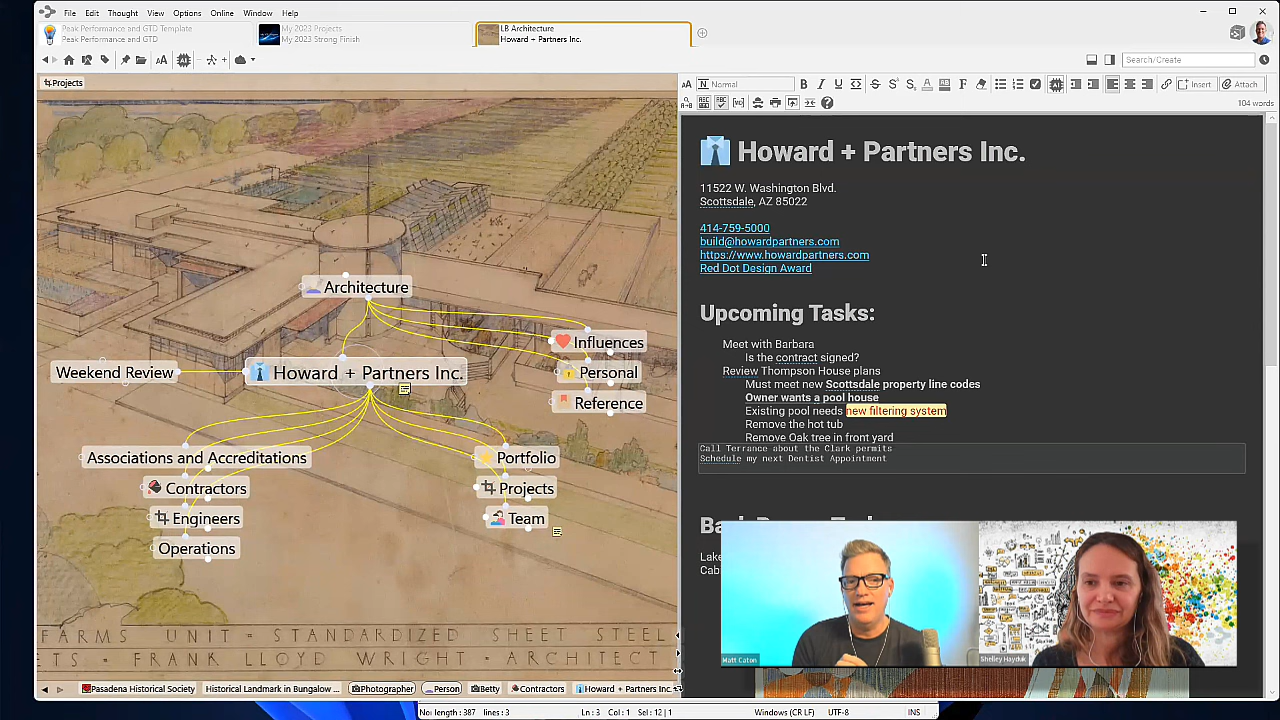 File Edit Thought View Options Online Window Help
Peak Performance and GTD Template
Peak Performance and GTD
My 2023 Projects
My 2023 Strong Finish
LB Architecture
Howard + Partners Inc.
Search/Create
Projects
Normal
Insert
Attach
104 words
Howard + Partners Inc.
11522 W. Washington Blvd.
Scottsdale, AZ 85022
414-759-5000
build@howardpartners.com
https://www.howardpartners.com
Red Dot Design Award
Upcoming Tasks:
Meet with Barbara
Is the contract signed?
Review Thompson House plans
Must meet new Scottsdale property line codes
Owner wants a pool house
Existing pool needs new filtering system
Remove the hot tub
Remove Oak tree in front yard
Call Terrance about the Clark permits
Schedule my next Dentist Appointment
Architecture
Influences
Weekend Review
Howard + Partners Inc.
Personal
Reference
Associations and Accreditations
Portfolio
Contractors
Projects
Engineers
Team
Operations
Lake
Cab
Matt Caton
Shelley Hayduk
FARMS UNIT - STANDARDIZED SHEET STEEL
ETS - FRANK LLOYD WRIGHT - ARCHITECT
Pasadena Historical Society
Historical Landmark in Bungalow ...
Photographer
Person
Betty
Contractors
Howard + Partners Inc.
length: 387 lines: 3
Ln: 3 Col: 1 Sel: 12 | 1
Windows (CR LF)
UTF-8
INS